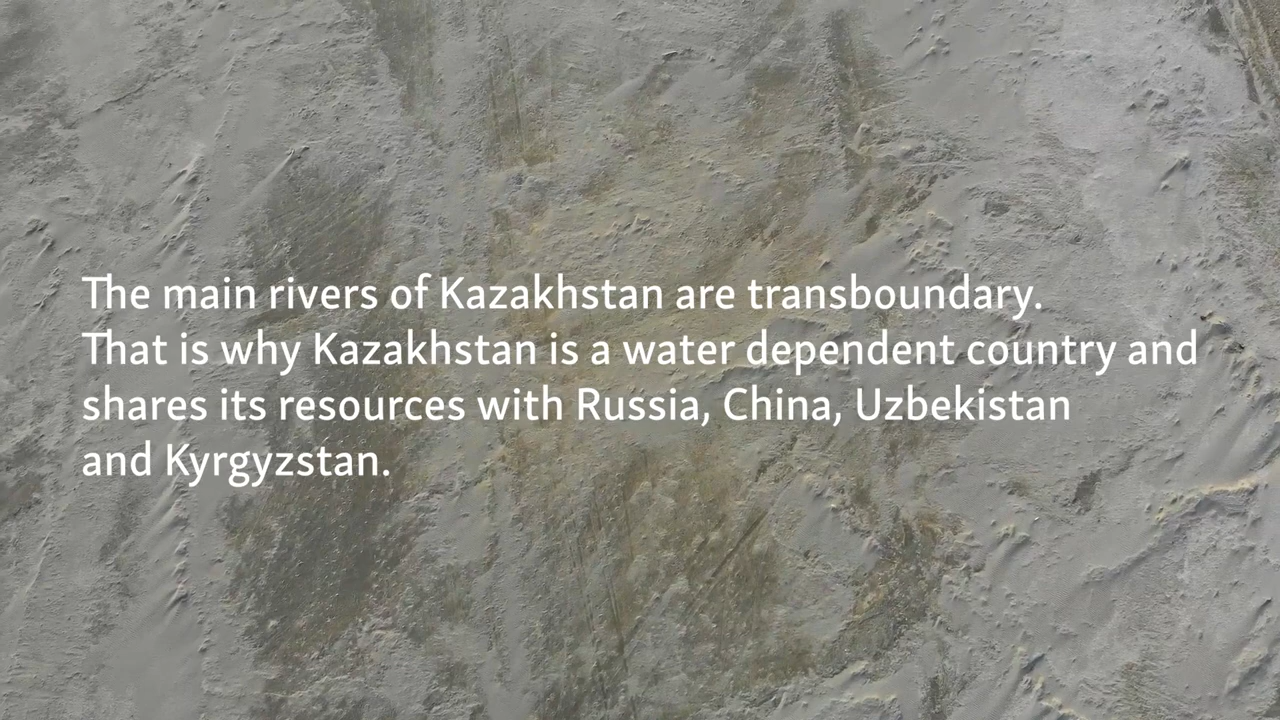 The main rivers of Kazakhstan are transboundary.
That is why Kazakhstan is a water dependent country and
shares its resources with Russia, China, Uzbekistan
and Kyrgyzstan.